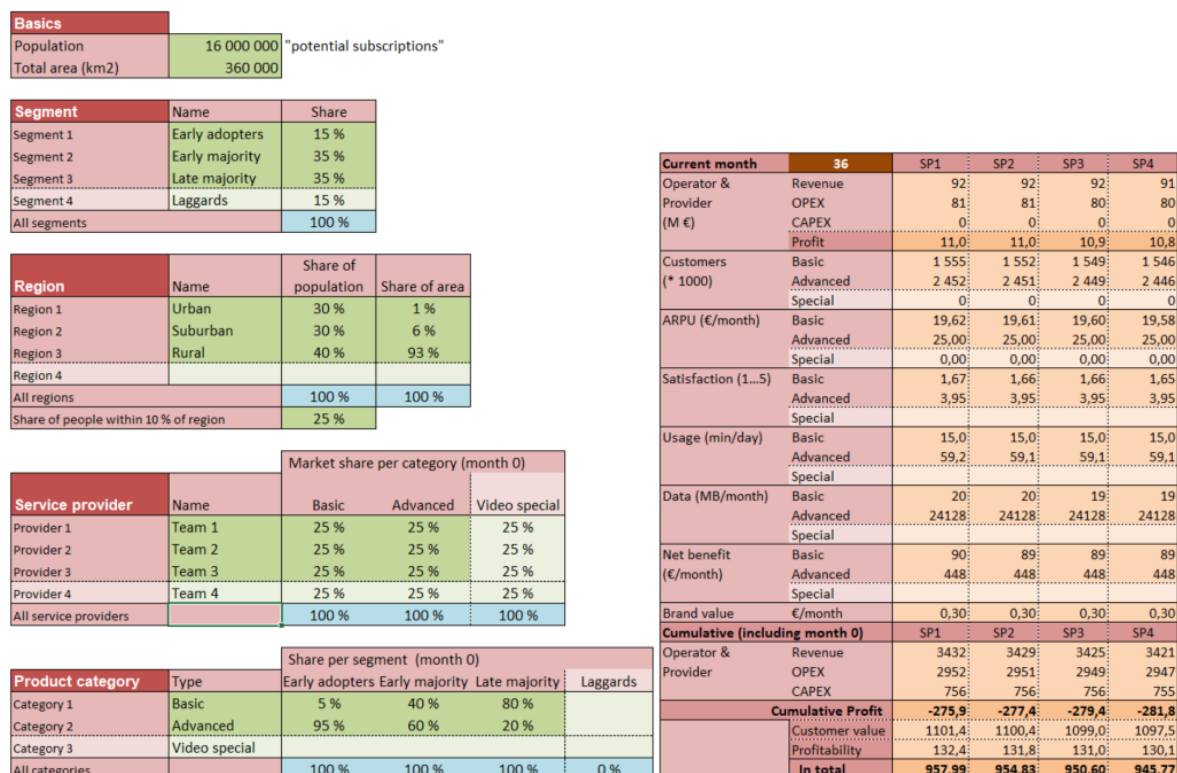 Basics
Population 16 000 000 "potential subscriptions"
Total area (km2) 360 000
Segment Name Share
Segment 1 Early adopters 15 %
Segment 2 Early majority 35 %
Segment 3 Late majority 35 %
Segment 4 Laggards 15 %
All segments 100 %
Share of
Region Name population Share of area
Region 1 Urban 30 % 1 %
Region 2 Suburban 30 % 6 %
Region 3 Rural 40 % 93 %
Region 4
All regions 100 % 100 %
Share of people within 10 % of region 25 %
Market share per category (month 0)
Service provider Name Basic Advanced Video special
Provider 1 Team 1 25 % 25 % 25 %
Provider 2 Team 2 25 % 25 % 25 %
Provider 3 Team 3 25 % 25 % 25 %
Provider 4 Team 4 25 % 25 % 25 %
All service providers 100 % 100 % 100 %
Share per segment (month 0)
Product category Type Early adopters Early majority Late majority Laggards
Category 1 Basic 5 % 40 % 80 %
Category 2 Advanced 95 % 60 % 20 %
Category 3 Video special
All categories 100 % 100 % 100 % 0 %
Current month 36 SP1 SP2 SP3 SP4
Operator & Revenue 92 92 92 91
Provider OPEX 81 81 80 80
(M €) CAPEX 0 0 0 0
Profit 11,0 11,0 10,9 10,8
Customers Basic 1 555 1 552 1 549 1 546
(* 1000) Advanced 2 452 2 451 2 449 2 446
Special 0 0 0 0
ARPU (€/month) Basic 19,62 19,61 19,60 19,58
Advanced 25,00 25,00 25,00 25,00
Special 0,00 0,00 0,00 0,00
Satisfaction (1...5) Basic 1,67 1,66 1,66 1,65
Advanced 3,95 3,95 3,95 3,95
Special
Usage (min/day) Basic 15,0 15,0 15,0 15,0
Advanced 59,2 59,1 59,1 59,1
Special
Data (MB/month) Basic 20 20 19 19
Advanced 24128 24128 24128 24128
Special
Net benefit Basic 90 89 89 89
(€/month) Advanced 448 448 448 448
Special
Brand value €/month 0,30 0,30 0,30 0,30
Cumulative (including month 0) SP1 SP2 SP3 SP4
Operator & Revenue 3432 3429 3425 3421
Provider OPEX 2952 2951 2949 2947
CAPEX 756 756 756 755
Cumulative Profit -275,9 -277,4 -279,4 -281,8
Customer value 1101,4 1100,4 1099,0 1097,5
Profitability 132,4 131,8 131,0 130,1
In total 957,99 954,83 950,60 945,77